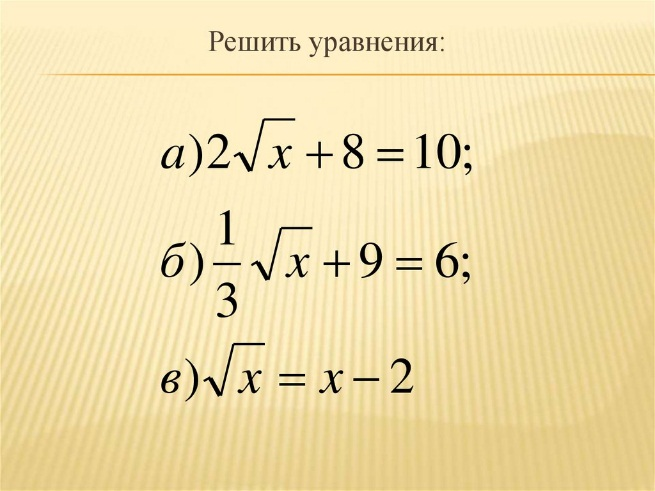 Решить уравнения:
а)2√x + 8 = 10;
б) 1/3 √x + 9 = 6;
в)√x = x − 2